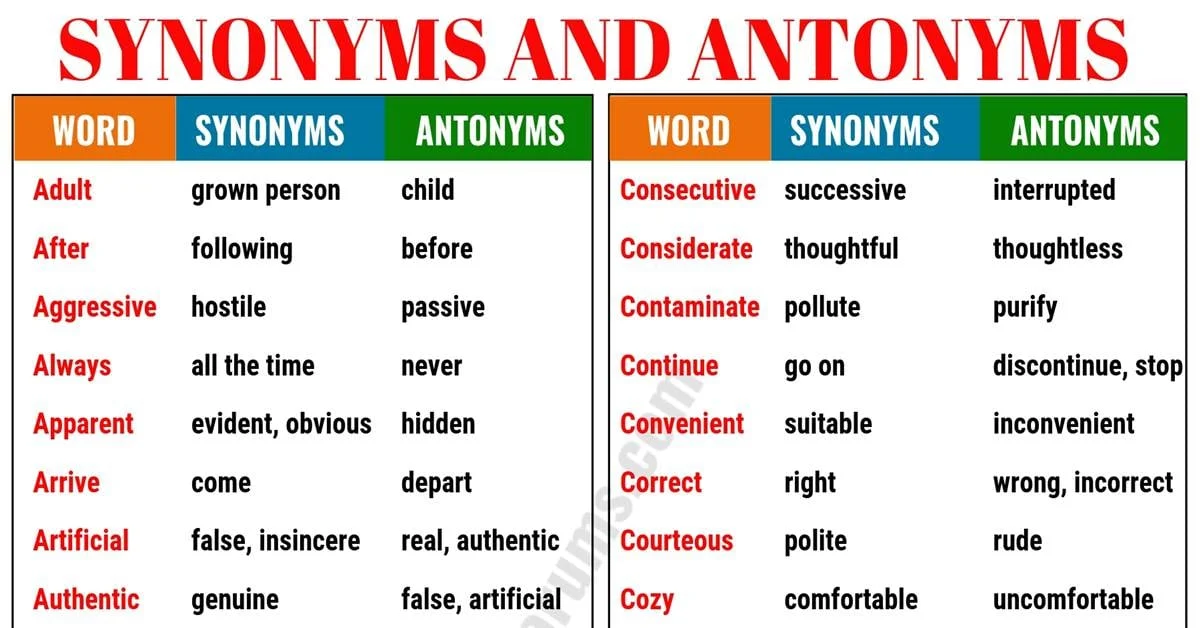 SYNONYMS AND ANTONYMS
WORD SYNONYMS ANTONYMS
Adult grown person child
After following before
Aggressive hostile passive
Always all the time never
Apparent evident, obvious hidden
Arrive come depart
Artificial false, insincere real, authentic
Authentic genuine false, artificial
WORD SYNONYMS ANTONYMS
Consecutive successive interrupted
Considerate thoughtful thoughtless
Contaminate pollute purify
Continue go on discontinue, stop
Convenient suitable inconvenient
Correct right wrong, incorrect
Courteous polite rude
Cozy comfortable uncomfortable